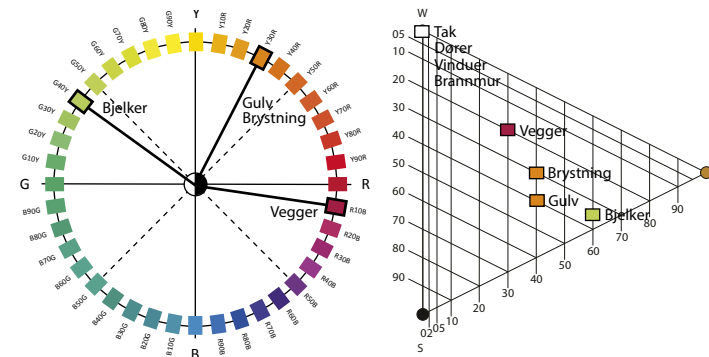 Y
Y10R
Y20R
Y30R
Y40R
Y50R
Y60R
Y70R
Y80R
Y90R
R
R10B
R20B
R30B
R40B
R50B
R60B
R70B
R80B
R90B
B
B10G
B20G
B30G
B40G
B50G
B60G
B70G
B80G
B90G
G
G10Y
G20Y
G30Y
G40Y
G50Y
G60Y
G70Y
G80Y
G90Y
Bjelker
Gulv
Brystning
Vegger
W
05
10
20
30
40
50
60
70
80
90
Tak
Dører
Vinduer
Brannmur
Vegger
Brystning
Gulv
Bjelker
02
05
10
20
30
40
50
60
70
80
90
S